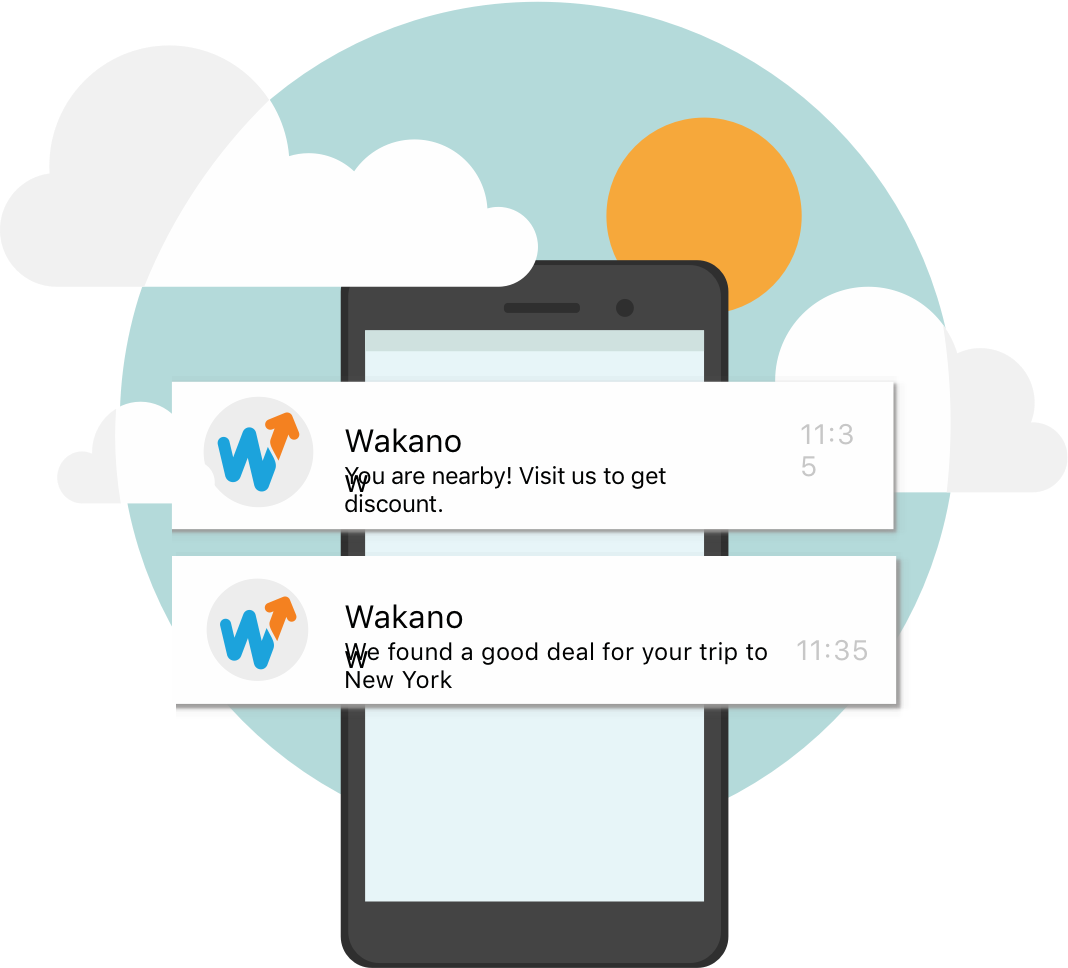 Wakano
11:3
5
You are nearby! Visit us to get
W
discount.
Wakano
We found a good deal for your trip to
11:35
W
New York